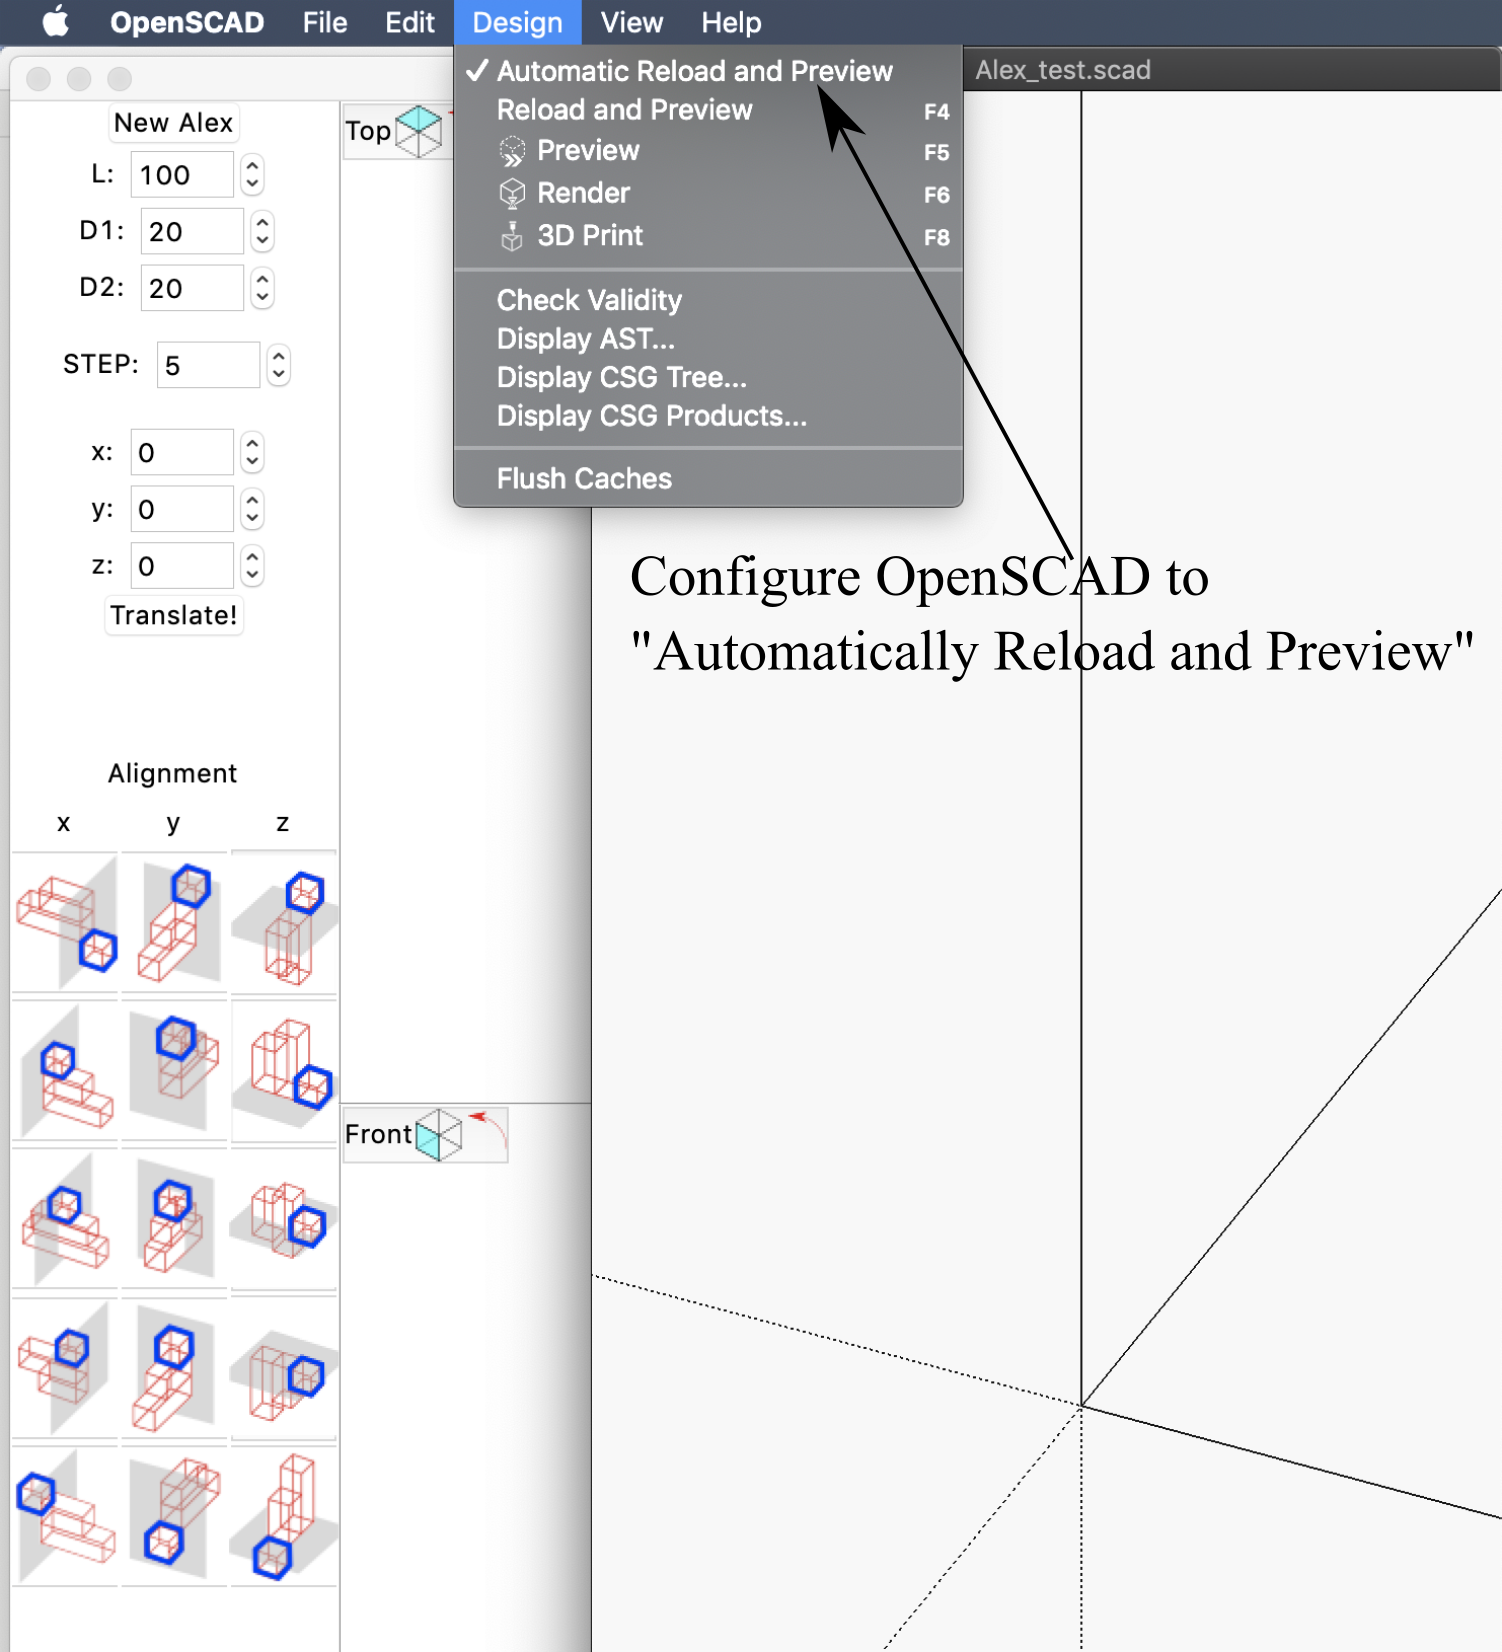 OpenSCAD File Edit Design View Help
Alex_test.scad
✓ Automatic Reload and Preview
Reload and Preview F4
Preview F5
Render F6
3D Print F8
Check Validity
Display AST...
Display CSG Tree...
Display CSG Products...
Flush Caches
New Alex
L: 100
D1: 20
D2: 20
STEP: 5
x: 0
y: 0
z: 0
Translate!
Alignment
x y z
Top
Front
Configure OpenSCAD to
"Automatically Reload and Preview"